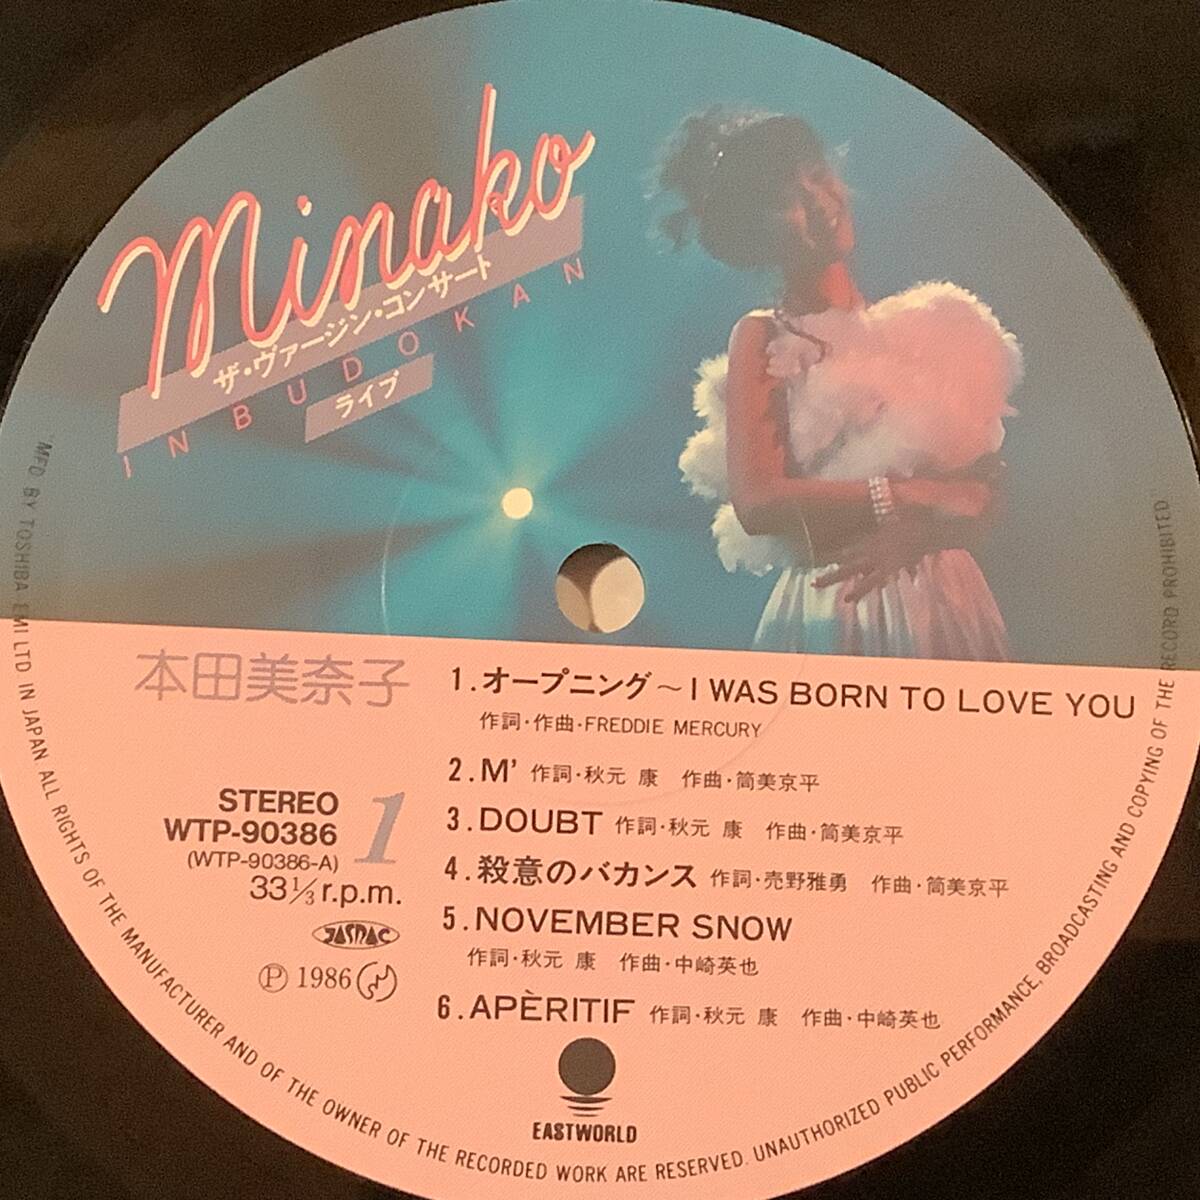 Minako
ザ・ヴァージン・コンサート
IN BUDOKAN
ライブ
本田美奈子
STEREO
WTP-90386
(WTP-90386-A)
33 1/3 r.p.m.
1
JASRAC
Ⓟ 1986
1.オープニング~I WAS BORN TO LOVE YOU
作詞・作曲・FREDDIE MERCURY
2.M' 作詞・秋元 康 作曲・筒美京平
3.DOUBT 作詞・秋元 康 作曲・筒美京平
4.殺意のバカンス 作詞・売野雅勇 作曲・筒美京平
5.NOVEMBER SNOW
作詞・秋元 康 作曲・中崎英也
6.APÈRITIF 作詞・秋元 康 作曲・中崎英也
EASTWORLD
MFD BY TOSHIBA EMI LTD IN JAPAN ALL RIGHTS OF THE MANUFACTURER AND OF THE OWNER OF THE RECORDED WORK ARE RESERVED. UNAUTHORIZED PUBLIC PERFORMANCE, BROADCASTING AND COPYING OF THE RECORD PROHIBITED